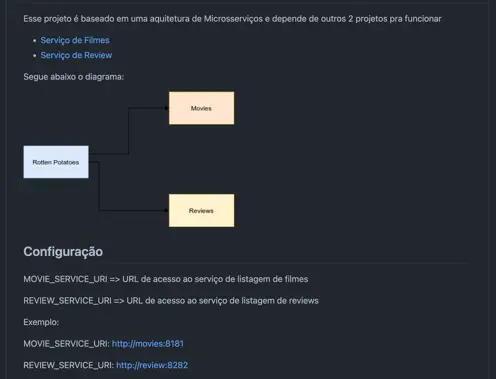 Esse projeto é baseado em uma aquitetura de Microsserviços e depende de outros 2 projetos pra funcionar
Serviço de Filmes
Serviço de Review
Segue abaixo o diagrama:
Movies
Rotten Potatoes
Reviews
Configuração
MOVIE_SERVICE_URI => URL de acesso ao serviço de listagem de filmes
REVIEW_SERVICE_URI => URL de acesso ao serviço de listagem de reviews
Exemplo:
MOVIE_SERVICE_URI: http://movies:8181
REVIEW_SERVICE_URI: http://review:8282